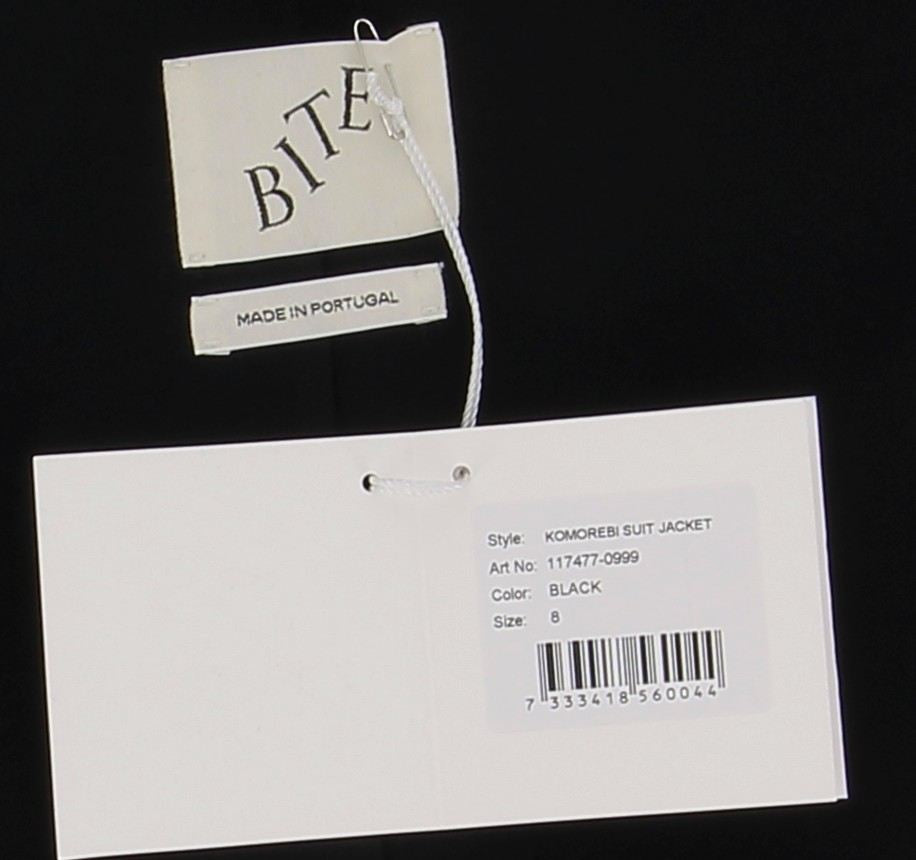 BITE
MADE IN PORTUGAL
Style: KOMOREBI SUIT JACKET
Art No: 117477-0999
Color: BLACK
Size: 8
7 333418 560044